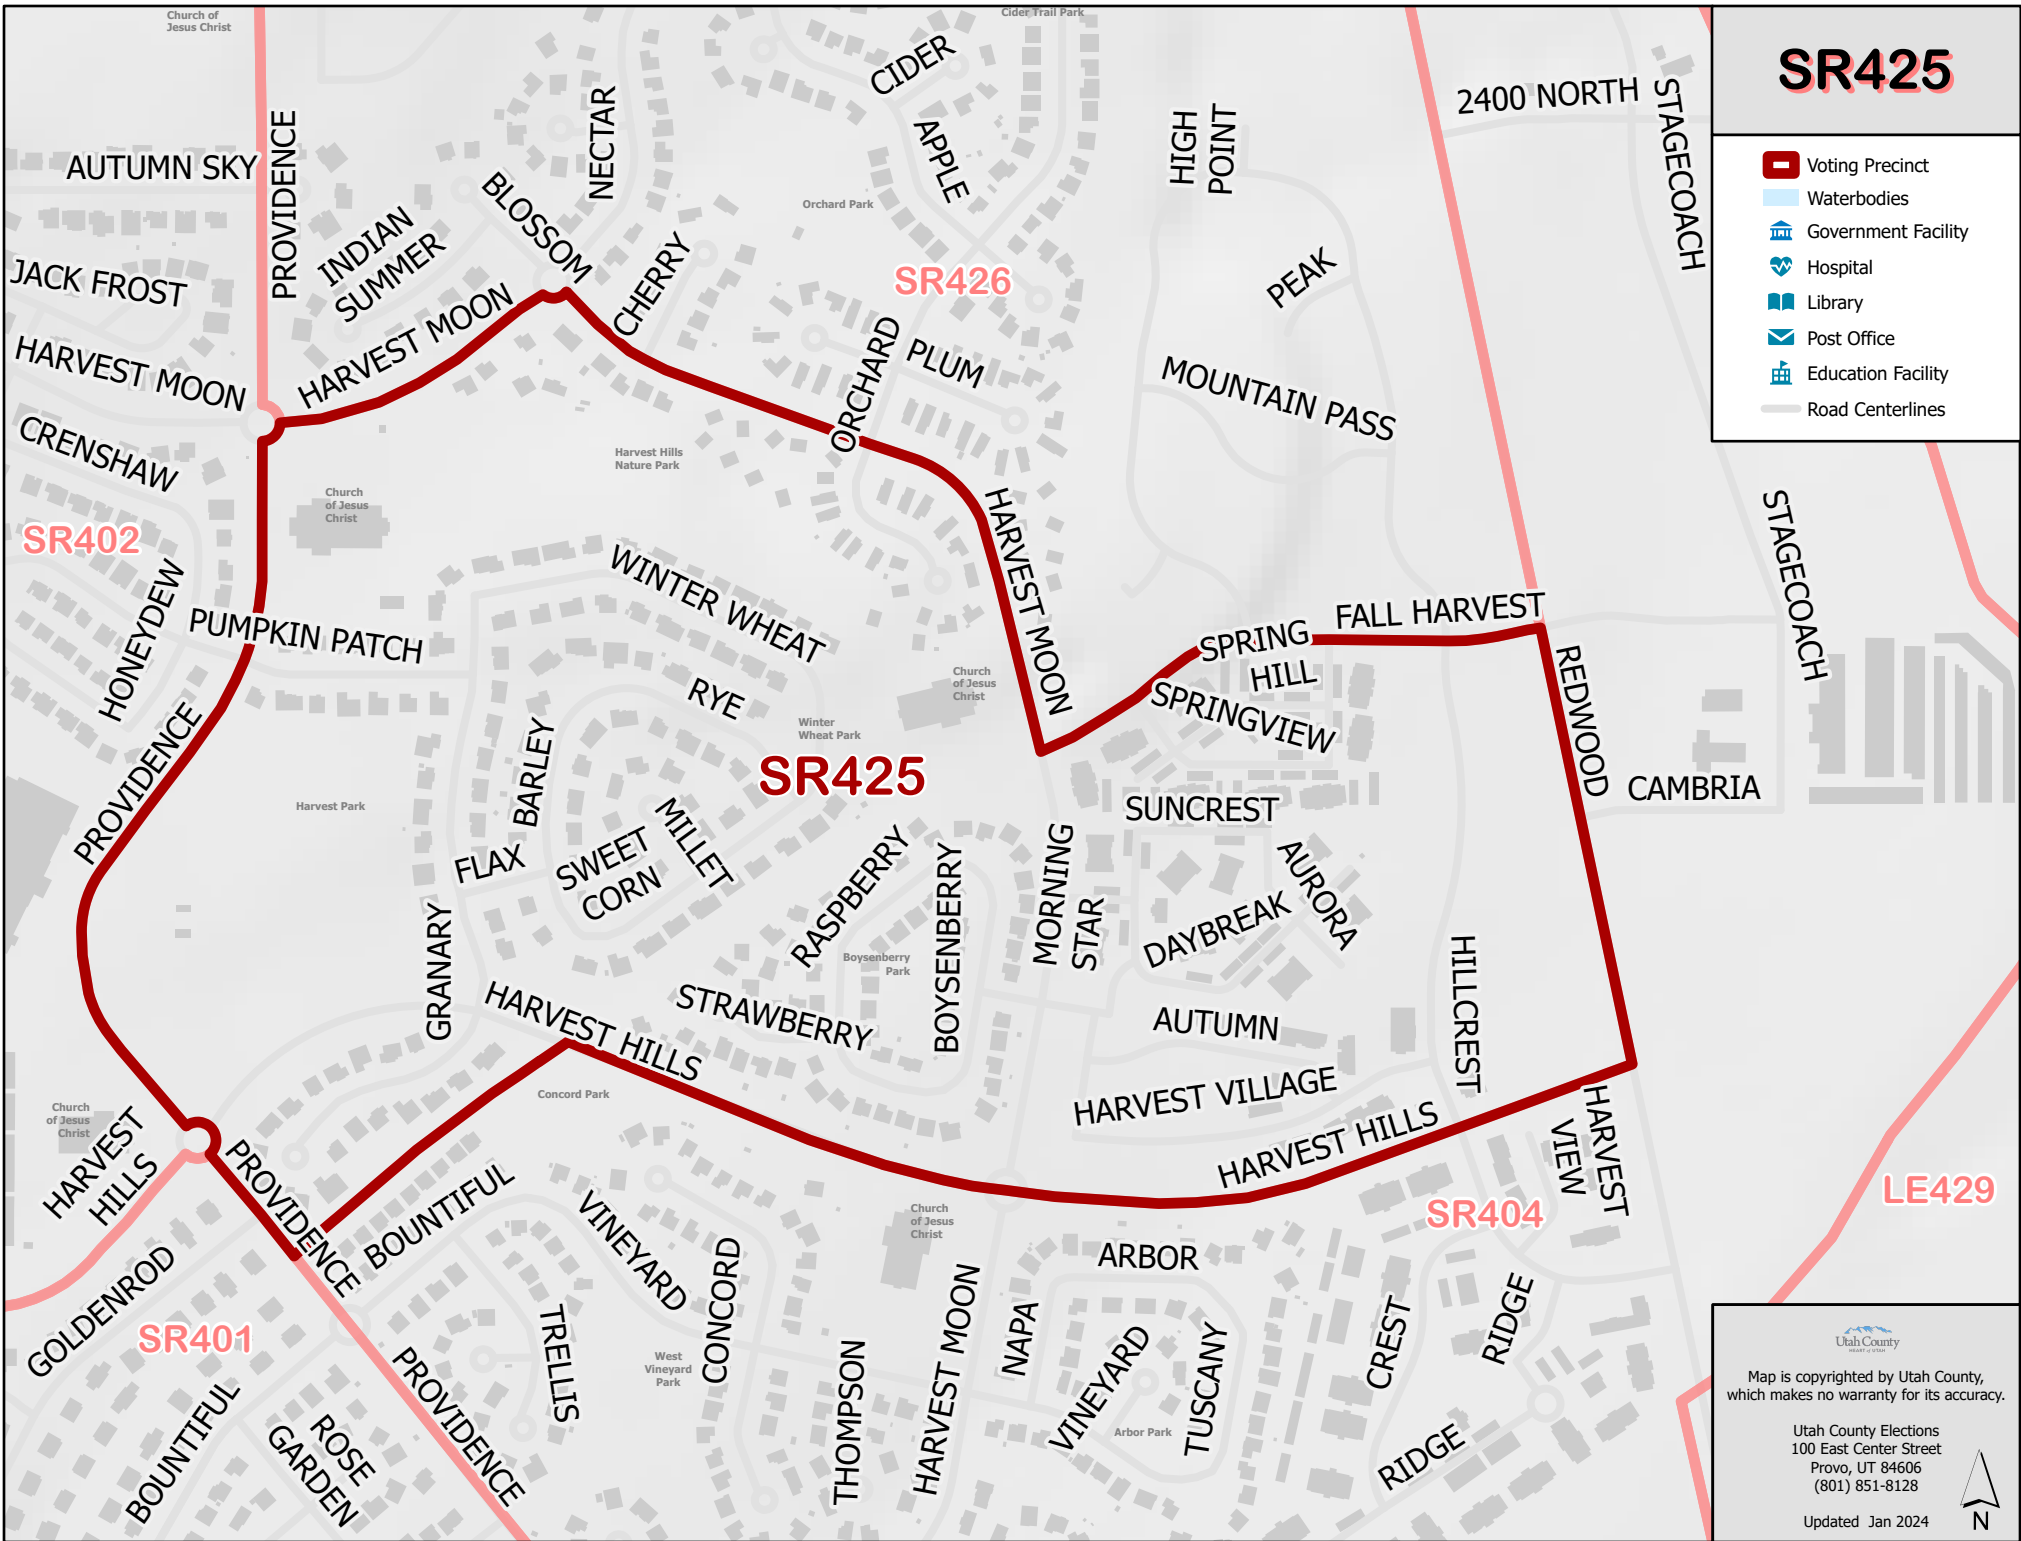 Church of
Jesus Christ
Cider Trail Park
SR425
CIDER
2400 NORTH
STAGECOACH
NECTAR
APPLE
HIGH
POINT
PROVIDENCE
AUTUMN SKY
Voting Precinct
Waterbodies
Government Facility
Hospital
Library
Post Office
Education Facility
Road Centerlines
BLOSSOM
Orchard Park
INDIAN
SUMMER
JACK FROST
CHERRY
SR426
PEAK
HARVEST MOON
HARVEST MOON
ORCHARD
PLUM
MOUNTAIN PASS
CRENSHAW
Harvest Hills
Nature Park
Church
of Jesus
Christ
SR402
HARVEST MOON
STAGECOACH
HONEYDEW
WINTER WHEAT
PUMPKIN PATCH
FALL HARVEST
SPRING
HILL
REDWOOD
Church
of Jesus
Christ
RYE
SPRINGVIEW
Winter
Wheat Park
PROVIDENCE
BARLEY
SR425
CAMBRIA
Harvest Park
SUNCREST
MILLET
SWEET
CORN
FLAX
RASPBERRY
BOYSENBERRY
MORNING
STAR
AURORA
DAYBREAK
GRANARY
Boysenberry
Park
HILLCREST
HARVEST HILLS
STRAWBERRY
AUTUMN
HARVEST VILLAGE
Concord Park
Church
of Jesus
Christ
HARVEST
HILLS
HARVEST HILLS
HARVEST
VIEW
PROVIDENCE
BOUNTIFUL
VINEYARD
Church
of Jesus
Christ
SR404
LE429
GOLDENROD
CONCORD
ARBOR
HARVEST MOON
NAPA
TRELLIS
SR401
CREST
RIDGE
West
Vineyard
Park
THOMPSON
VINEYARD
TUSCANY
PROVIDENCE
BOUNTIFUL
ROSE
GARDEN
Arbor Park
RIDGE
Utah County
HEART of UTAH
Map is copyrighted by Utah County,
which makes no warranty for its accuracy.
Utah County Elections
100 East Center Street
Provo, UT 84606
(801) 851-8128
Updated Jan 2024
N